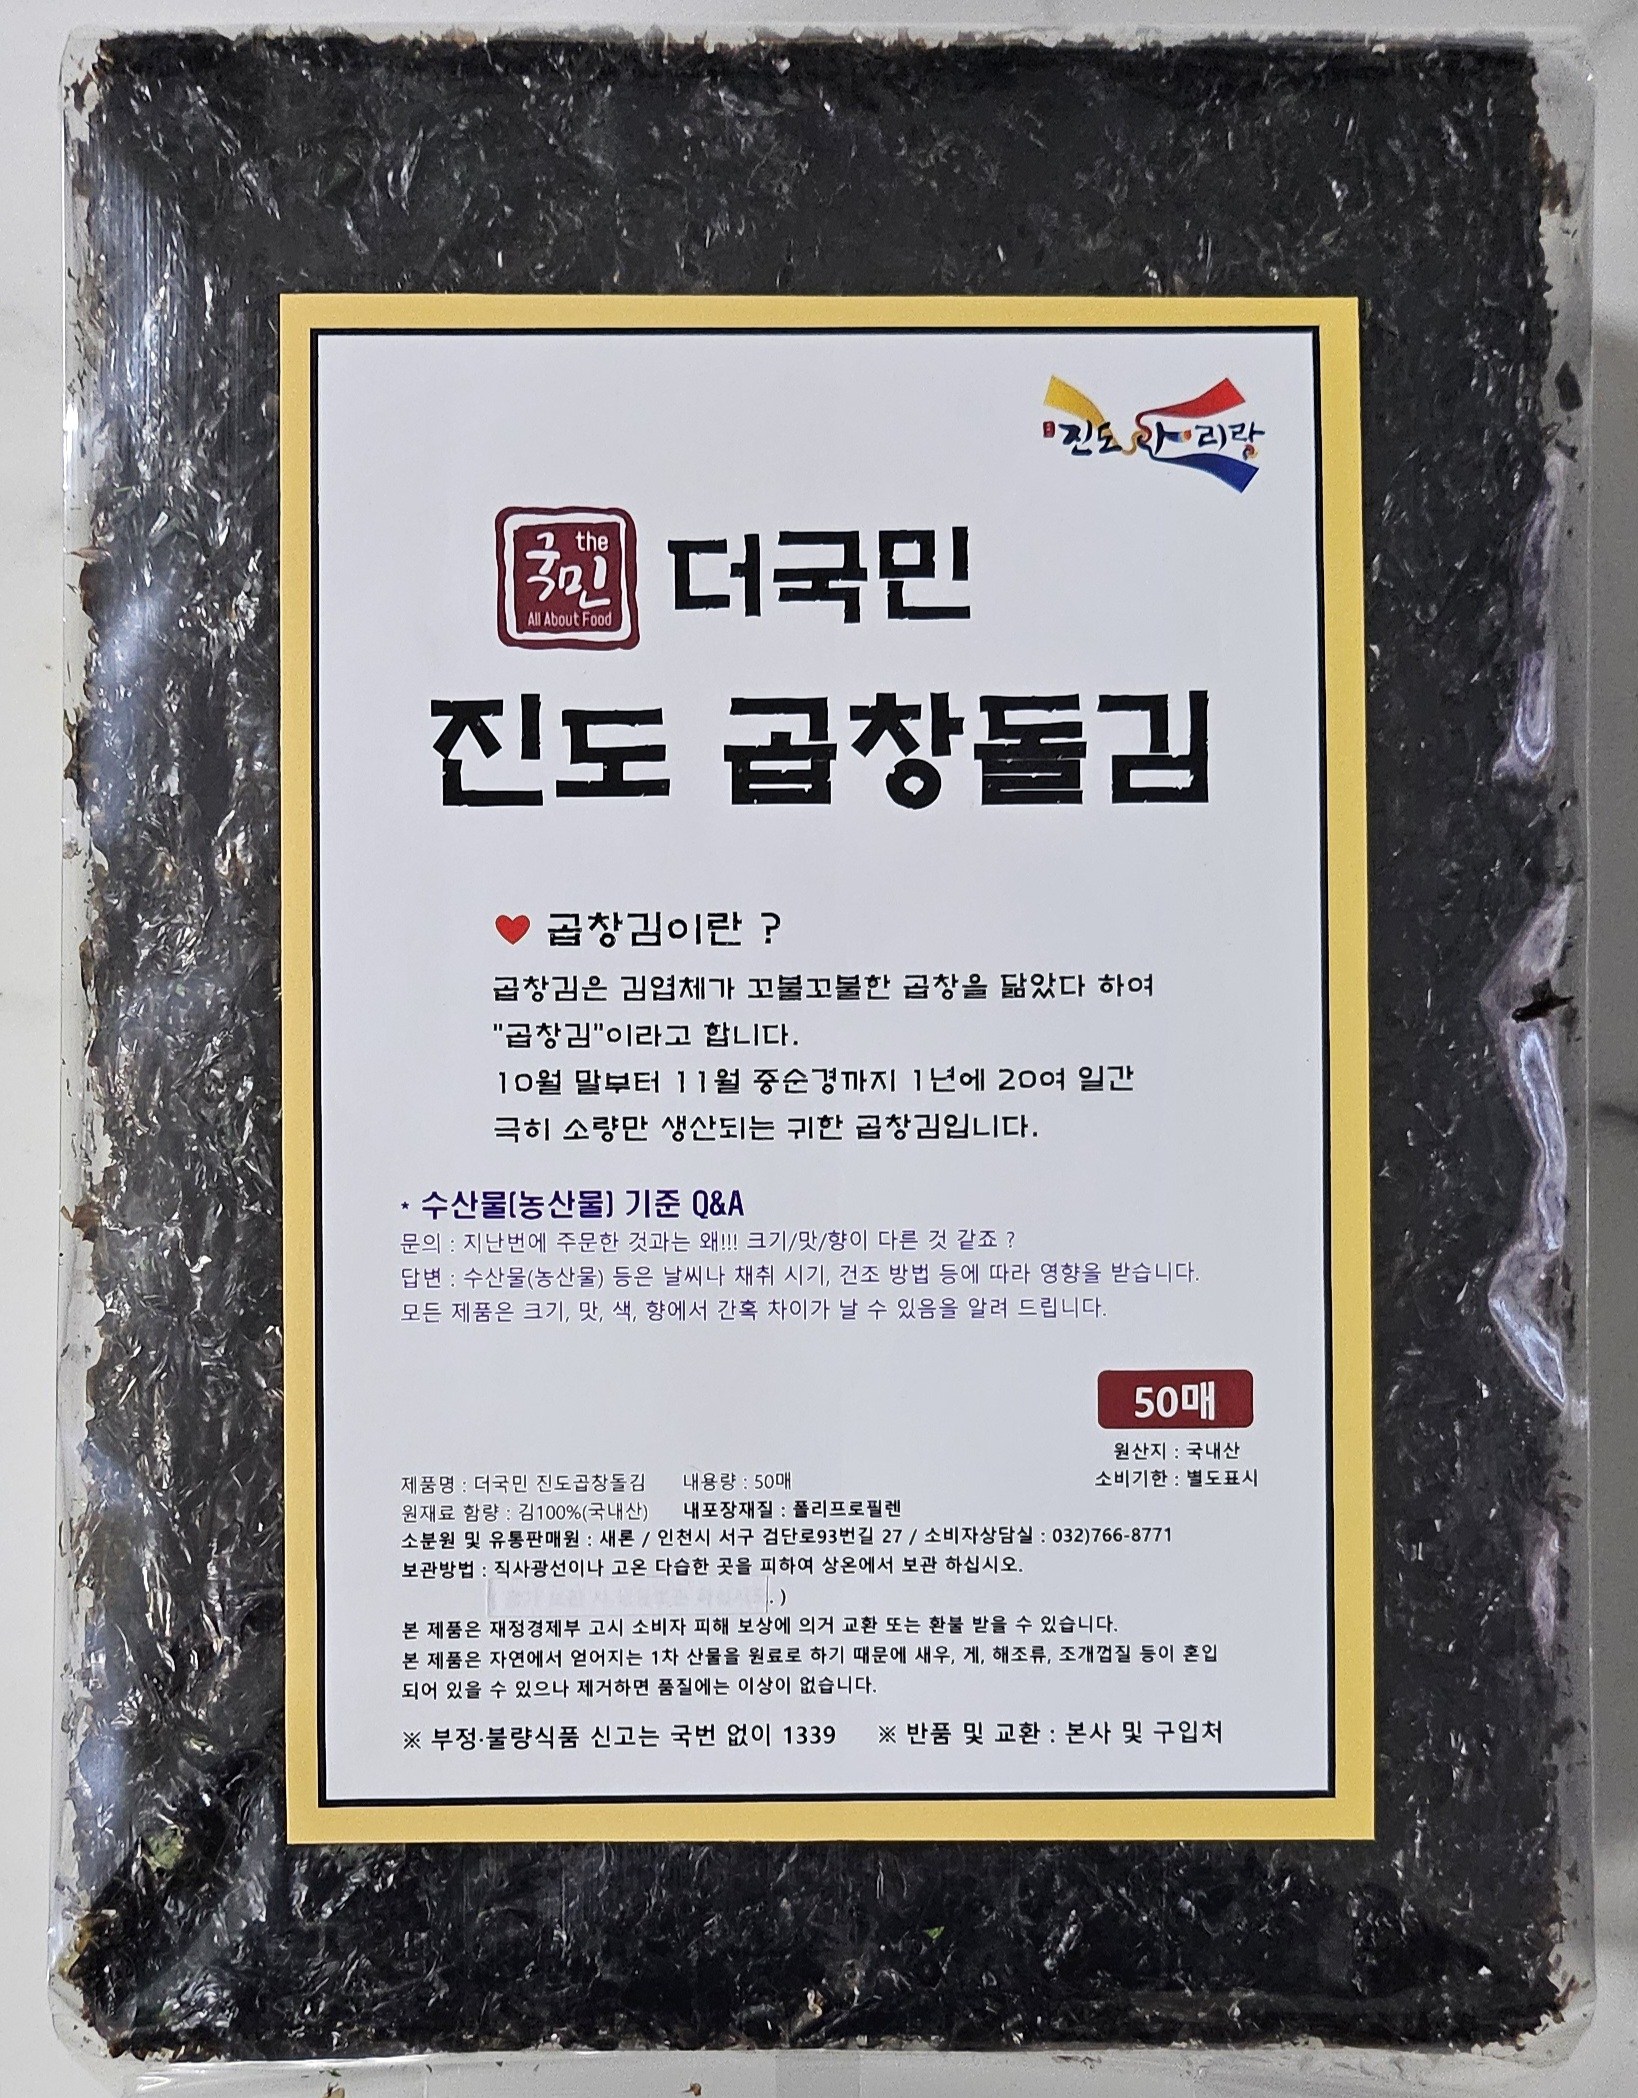 진도아리랑
the
국민
All About Food
더국민
진도 곱창돌김
♥ 곱창김이란 ?
곱창김은 김엽체가 꼬불꼬불한 곱창을 닮았다 하여
"곱창김"이라고 합니다.
10월 말부터 11월 중순경까지 1년에 20여 일간
극히 소량만 생산되는 귀한 곱창김입니다.
* 수산물(농산물) 기준 Q&A
문의 : 지난번에 주문한 것과는 왜!!! 크기/맛/향이 다른 것 같죠 ?
답변 : 수산물(농산물) 등은 날씨나 채취 시기, 건조 방법 등에 따라 영향을 받습니다.
모든 제품은 크기, 맛, 색, 향에서 간혹 차이가 날 수 있음을 알려 드립니다.
50매
원산지 : 국내산
소비기한 : 별도표시
제품명 : 더국민 진도곱창돌김 내용량 : 50매
원재료 함량 : 김100%(국내산) 내포장재질 : 폴리프로필렌
소분원 및 유통판매원 : 새론 / 인천시 서구 검단로93번길 27 / 소비자상담실 : 032)766-8771
보관방법 : 직사광선이나 고온 다습한 곳을 피하여 상온에서 보관 하십시오.
. )
본 제품은 재정경제부 고시 소비자 피해 보상에 의거 교환 또는 환불 받을 수 있습니다.
본 제품은 자연에서 얻어지는 1차 산물을 원료로 하기 때문에 새우, 게, 해조류, 조개껍질 등이 혼입
되어 있을 수 있으나 제거하면 품질에는 이상이 없습니다.
※ 부정·불량식품 신고는 국번 없이 1339 ※ 반품 및 교환 : 본사 및 구입처